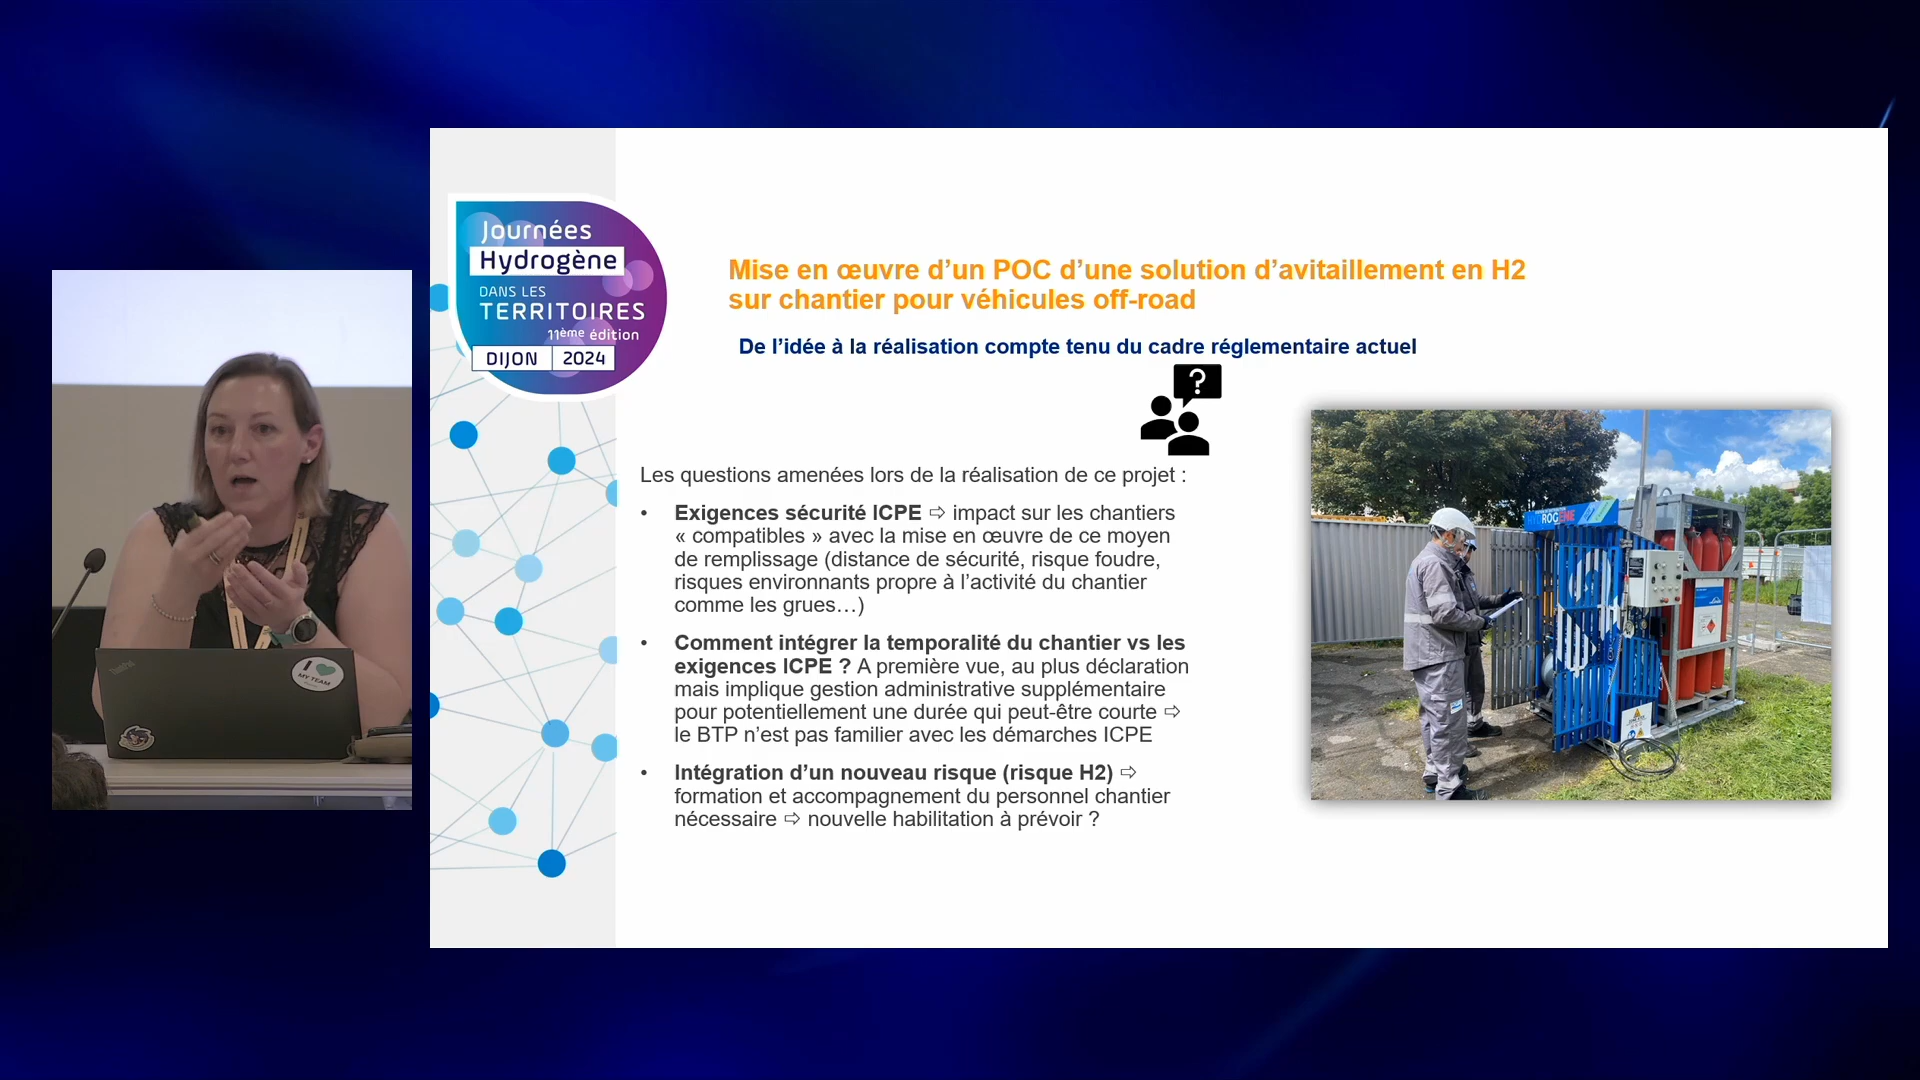 Journées
Hydrogène
DANS LES
TERRITOIRES
11ème édition
DIJON 2024
Mise en œuvre d’un POC d’une solution d’avitaillement en H2
sur chantier pour véhicules off-road
De l’idée à la réalisation compte tenu du cadre réglementaire actuel
?
Les questions amenées lors de la réalisation de ce projet :
• Exigences sécurité ICPE ⇨ impact sur les chantiers
« compatibles » avec la mise en œuvre de ce moyen
de remplissage (distance de sécurité, risque foudre,
risques environnants propre à l’activité du chantier
comme les grues…)
• Comment intégrer la temporalité du chantier vs les
exigences ICPE ? A première vue, au plus déclaration
mais implique gestion administrative supplémentaire
pour potentiellement une durée qui peut-être courte ⇨
le BTP n’est pas familier avec les démarches ICPE
• Intégration d’un nouveau risque (risque H2) ⇨
formation et accompagnement du personnel chantier
nécessaire ⇨ nouvelle habilitation à prévoir ?
HYDROGENE
ThinkPad
I
MY TEAM